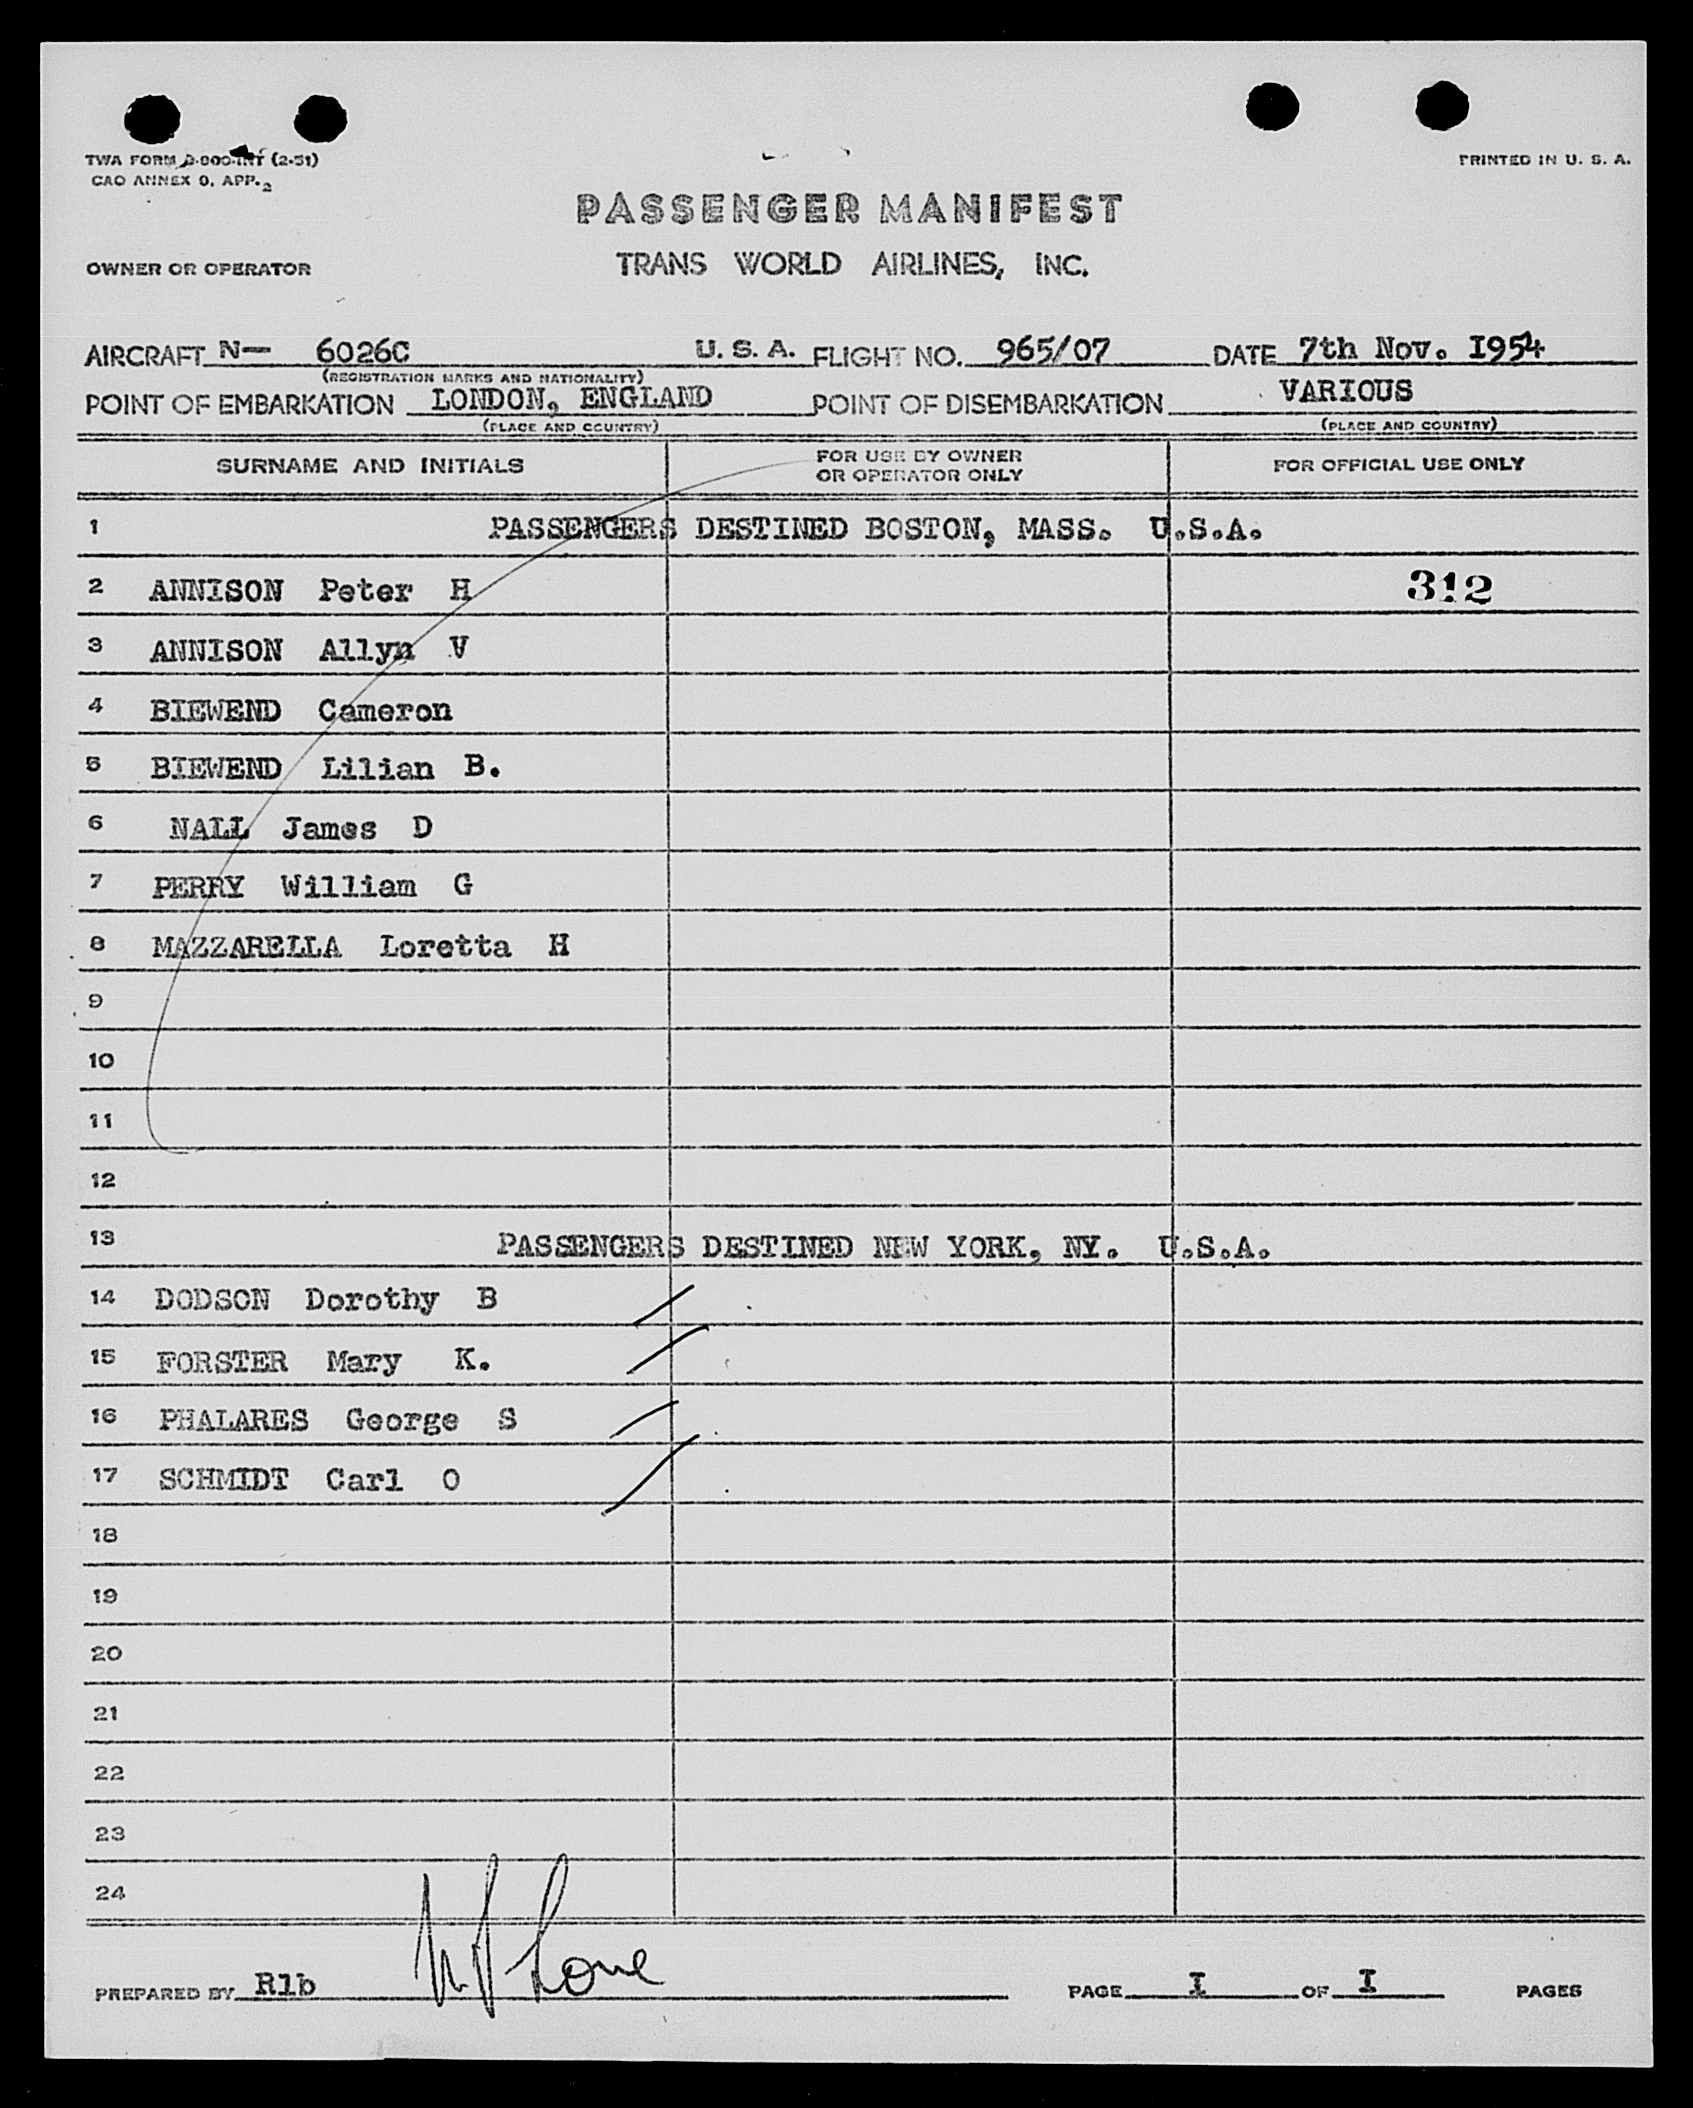 TWA FORM (2-51)
PRINTED IN U. S. A.
CAO ANNEX 9, APP. 2
PASSENGER MANIFEST
OWNER OR OPERATOR TRANS WORLD AIRLINES, INC.
AIRCRAFT N— 6026C U. S. A. FLIGHT NO. 965/07 DATE 7th Nov. I954
(REGISTRATION MARKS AND NATIONALITY)
POINT OF EMBARKATION LONDON, ENGLAND POINT OF DISEMBARKATION VARIOUS
(PLACE AND COUNTRY) (PLACE AND COUNTRY)
SURNAME AND INITIALS FOR USE BY OWNER OR OPERATOR ONLY FOR OFFICIAL USE ONLY
1 PASSENGERS DESTINED BOSTON, MASS. U.S.A.
2 ANNISON Peter H 312
3 ANNISON Allyn V
4 BIEWEND Cameron
5 BIEWEND Lilian B.
6 NALL James D
7 PERRY William G
8 MAZZARELLA Loretta H
9
10
11
12
13 PASSENGERS DESTINED NEW YORK, NY. U.S.A.
14 DODSON Dorothy B
15 FORSTER Mary K.
16 PHALARES George S
17 SCHMIDT Carl O
18
19
20
21
22
23
24
PREPARED BY Rlb PAGE I OF I PAGES